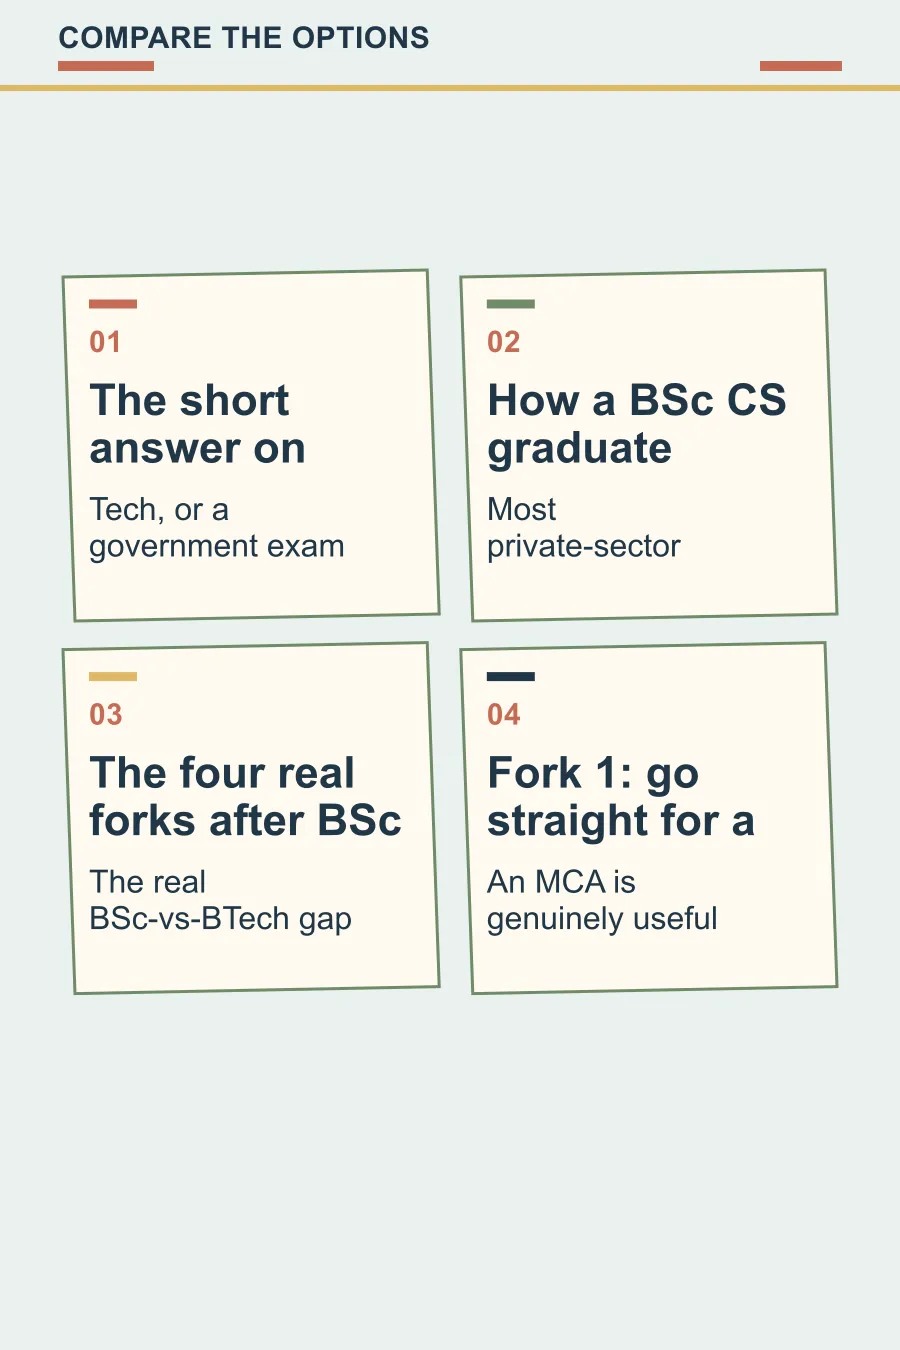 COMPARE THE OPTIONS
01
The short
answer on
Tech, or a
government exam
02
How a BSc CS
graduate
Most
private-sector
03
The four real
forks after BSc
The real
BSc-vs-BTech gap
04
Fork 1: go
straight for a
An MCA is
genuinely useful